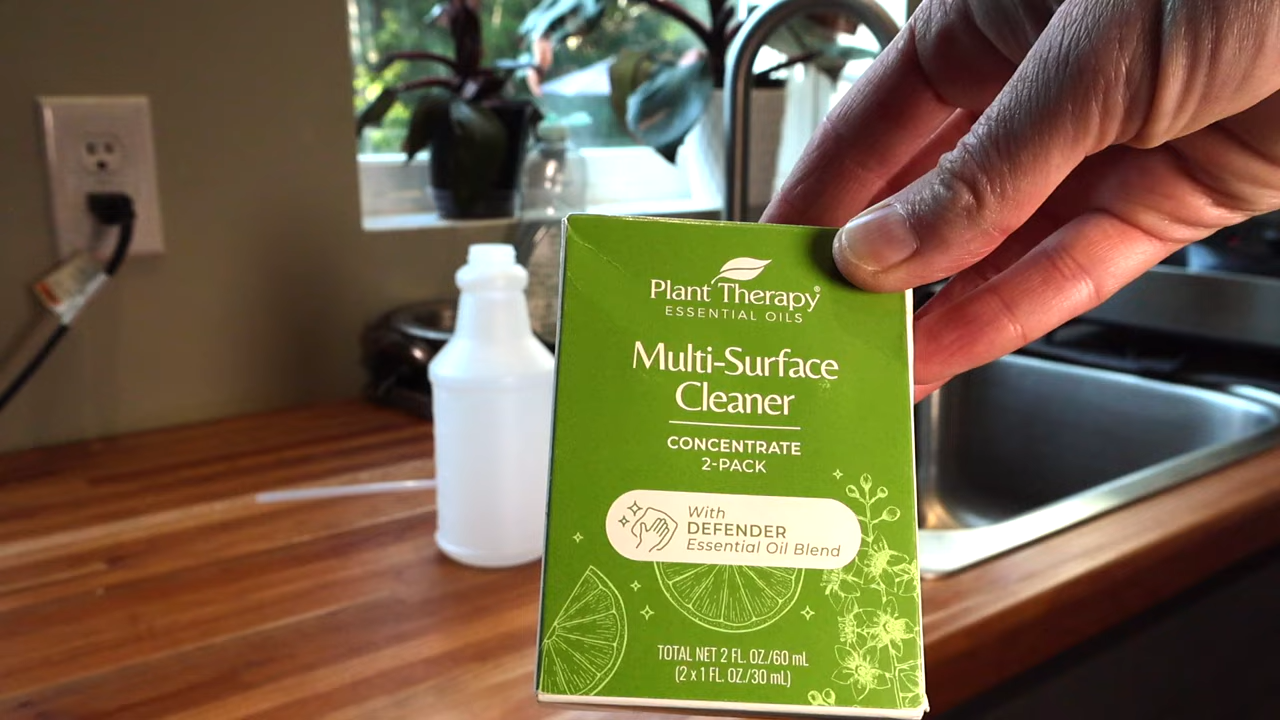 Plant Therapy®
ESSENTIAL OILS
Multi-Surface
Cleaner
CONCENTRATE
2-PACK
With
DEFENDER
Essential Oil Blend
TOTAL NET 2 FL. OZ./60 mL
(2 x 1 FL. OZ./30 mL)